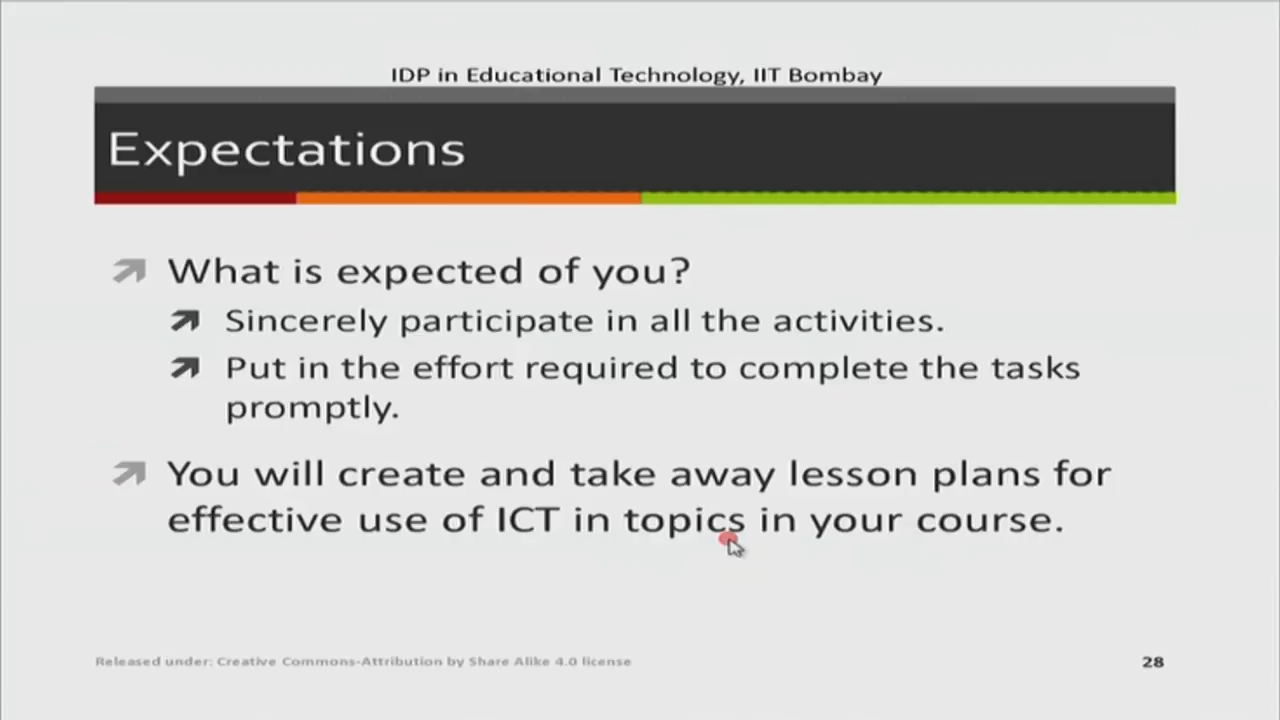 IDP in Educational Technology, IIT Bombay
Expectations
What is expected of you?
Sincerely participate in all the activities.
Put in the effort required to complete the tasks
promptly.
You will create and take away lesson plans for
effective use of ICT in topics in your course.
Released under: Creative Commons-Attribution by Share Alike 4.0 license
28